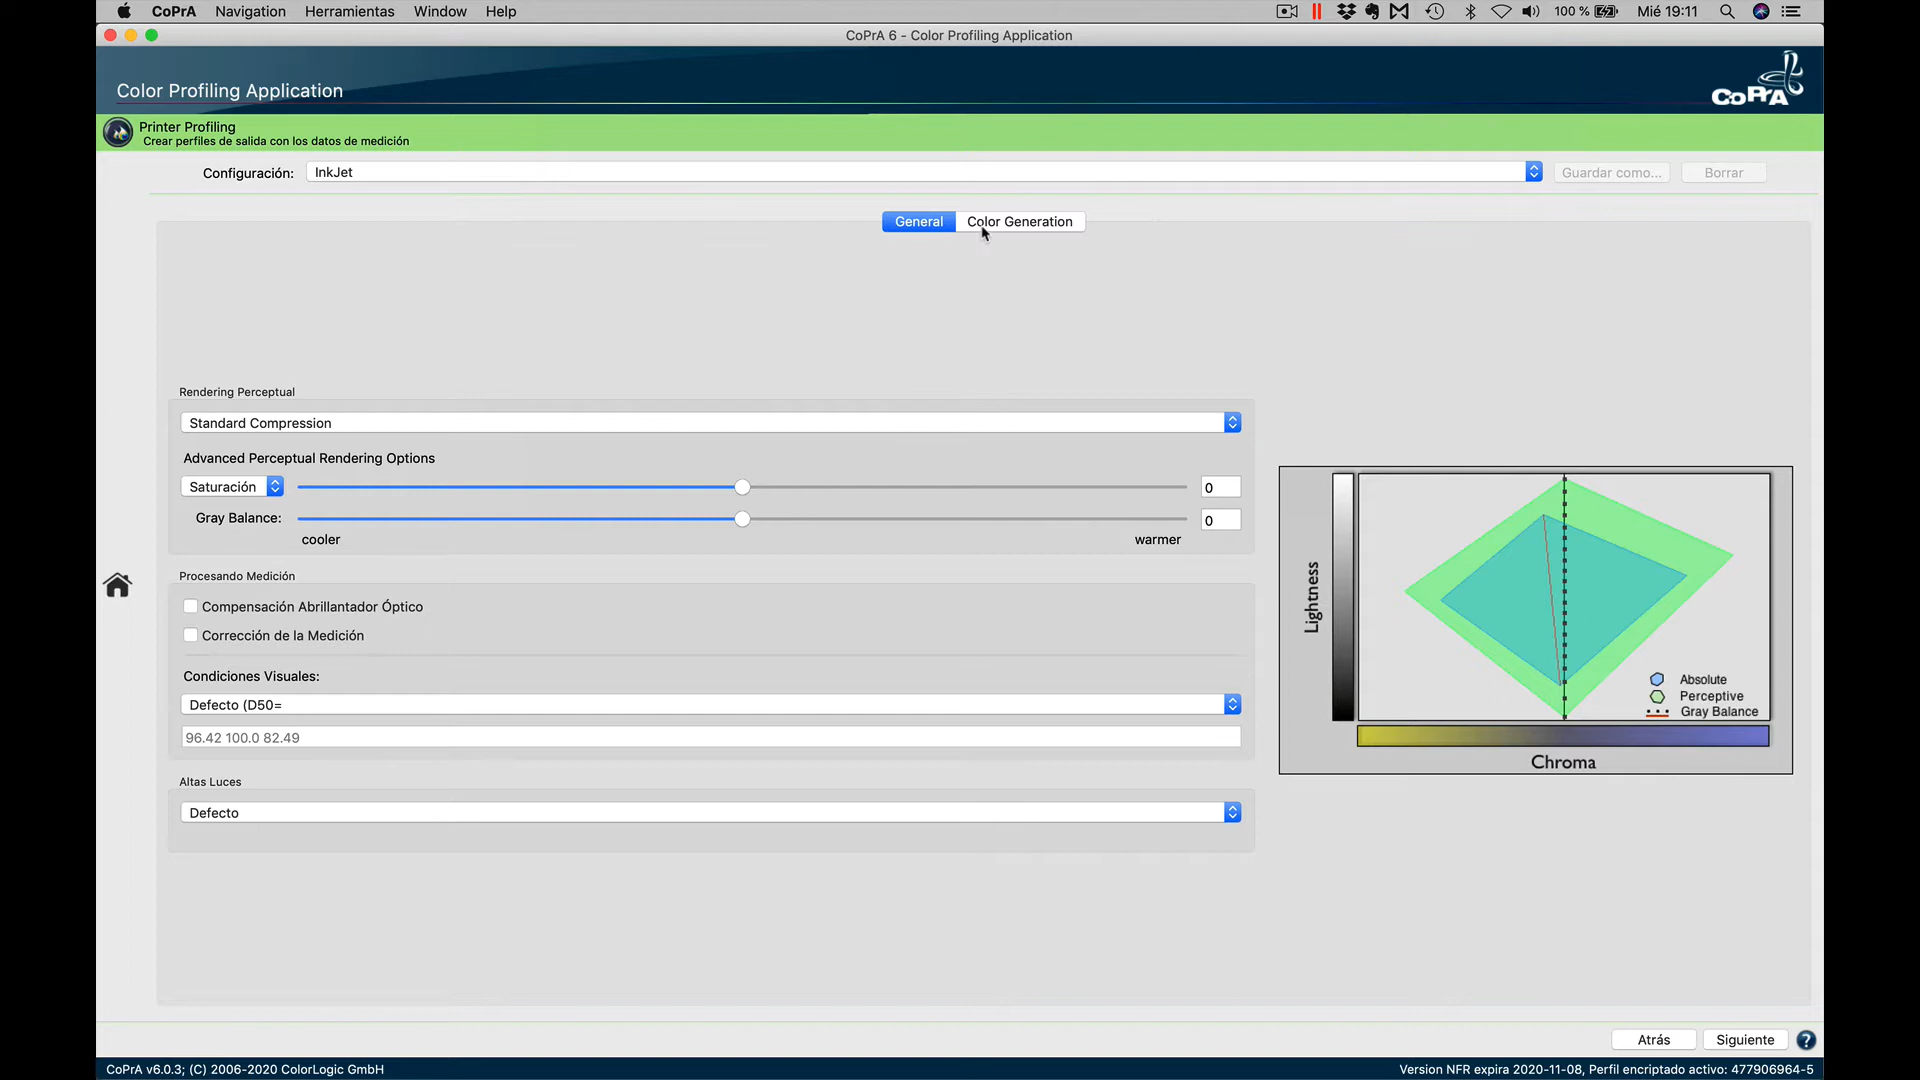 CoPrA Navigation Herramientas Window Help 100 % Mié 19:11
CoPrA 6 - Color Profiling Application
Color Profiling Application
CoPrA
Printer Profiling
Crear perfiles de salida con los datos de medición
Configuración: InkJet Guardar como... Borrar
General Color Generation
Rendering Perceptual
Standard Compression
Advanced Perceptual Rendering Options
Saturación 0
Gray Balance: 0
cooler warmer
Procesando Medición
Compensación Abrillantador Óptico
Corrección de la Medición
Condiciones Visuales:
Defecto (D50=
96.42 100.0 82.49
Altas Luces
Defecto
Lightness
Absolute
Perceptive
Gray Balance
Chroma
Atrás Siguiente ?
CoPrA v6.0.3; (C) 2006-2020 ColorLogic GmbH Version NFR expira 2020-11-08, Perfil encriptado activo: 477906964-5